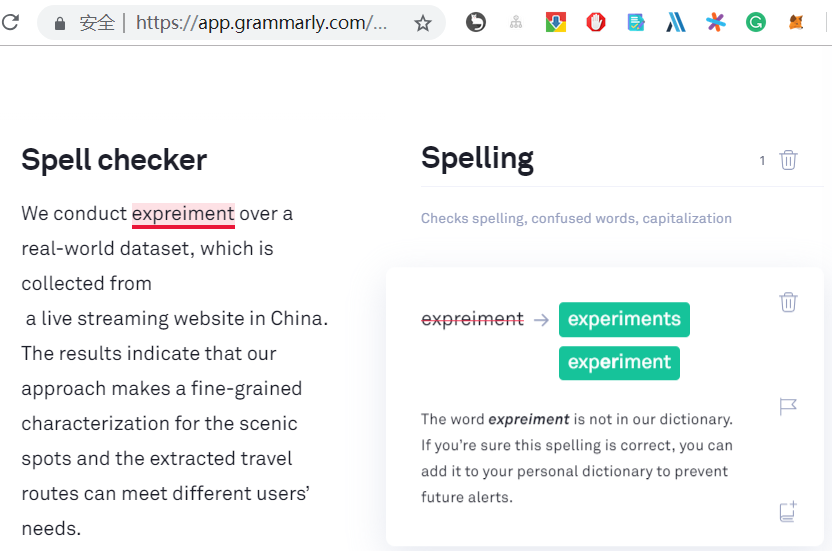 安全 | https://app.grammarly.com/...
Spell checker
We conduct expreiment over a
real-world dataset, which is
collected from
a live streaming website in China.
The results indicate that our
approach makes a fine-grained
characterization for the scenic
spots and the extracted travel
routes can meet different users’
needs.
Spelling
1
Checks spelling, confused words, capitalization
expreiment → experiments
experiment
The word expreiment is not in our dictionary.
If you’re sure this spelling is correct, you can
add it to your personal dictionary to prevent
future alerts.